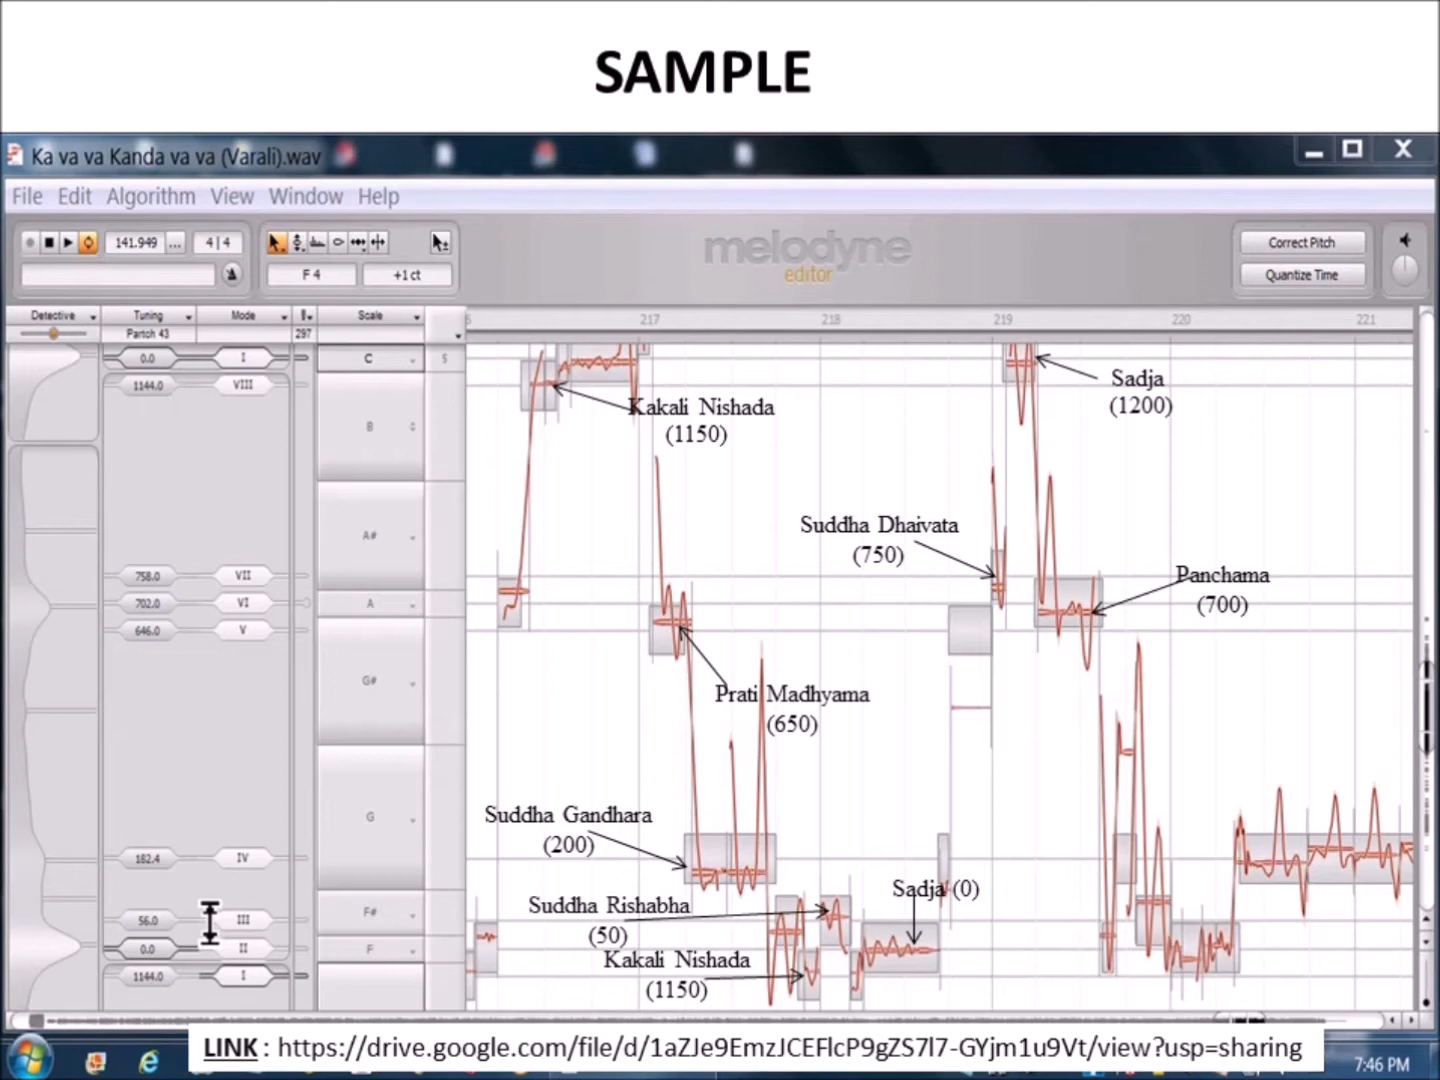 SAMPLE
Ka va va Kanda va va (Varali).wav
File Edit Algorithm View Window Help
141.949 ... 4 | 4
F 4 +1 ct
melodyne
editor
Correct Pitch
Quantize Time
Detective Tuning Mode Scale
Partch 43 297
217 218 219 220 221
0.0 I C 5
1144.0 VIII
B
A#
758.0 VII
702.0 VI A
646.0 V
G#
G
182.4 IV
F#
56.0 III
0.0 II F
1144.0 I
Kakali Nishada
(1150)
Sadja
(1200)
Suddha Dhaivata
(750)
Panchama
(700)
Prati Madhyama
(650)
Suddha Gandhara
(200)
Sadja (0)
Suddha Rishabha
(50)
Kakali Nishada
(1150)
LINK : https://drive.google.com/file/d/1aZJe9EmzJCEFlcP9gZS7l7-GYjm1u9Vt/view?usp=sharing
7:46 PM